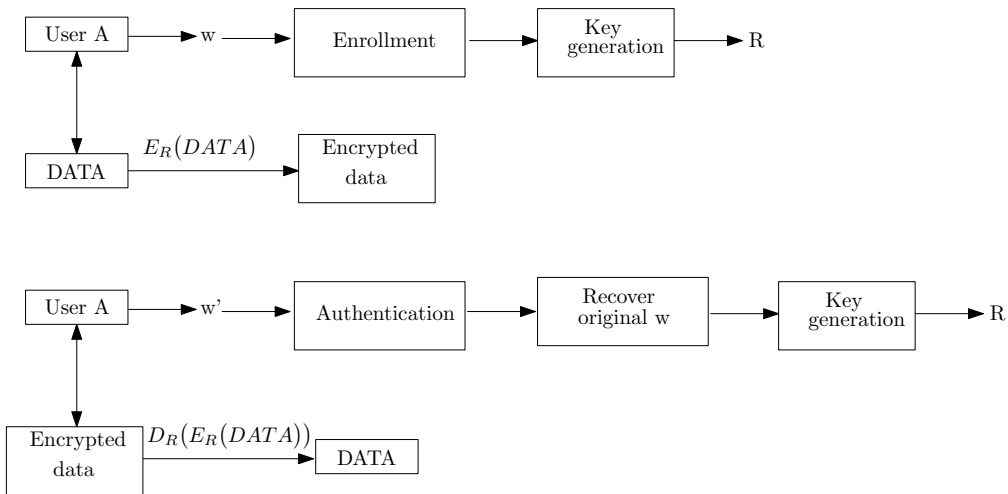 User A
w
Enrollment
Key
generation
R
E_R(DATA)
DATA
Encrypted
data
User A
w'
Authentication
Recover
original w
Key
generation
R
Encrypted
data
D_R(E_R(DATA))
DATA